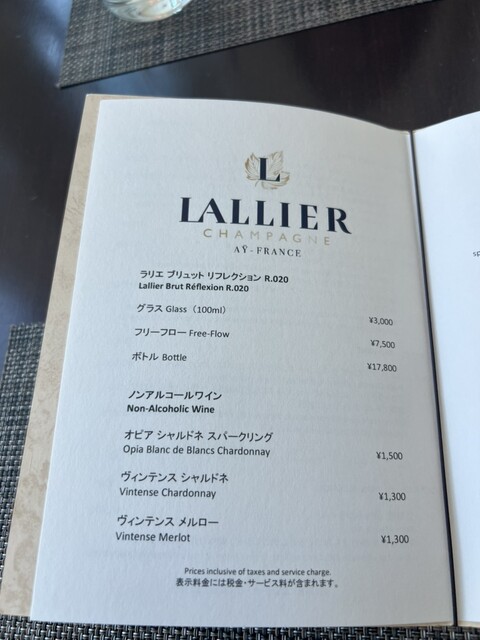 L
LALLIER
CHAMPAGNE
AŸ-FRANCE
ラリエ ブリュット リフレクション R.020
Lallier Brut Réflexion R.020
グラス Glass（100ml） ¥3,000
フリーフロー Free-Flow ¥7,500
ボトル Bottle ¥17,800
ノンアルコールワイン
Non-Alcoholic Wine
オピア シャルドネ スパークリング
Opia Blanc de Blancs Chardonnay ¥1,500
ヴィンテンス シャルドネ
Vintense Chardonnay ¥1,300
ヴィンテンス メルロー
Vintense Merlot ¥1,300
Prices inclusive of taxes and service charge.
表示料金には税金・サービス料が含まれます。